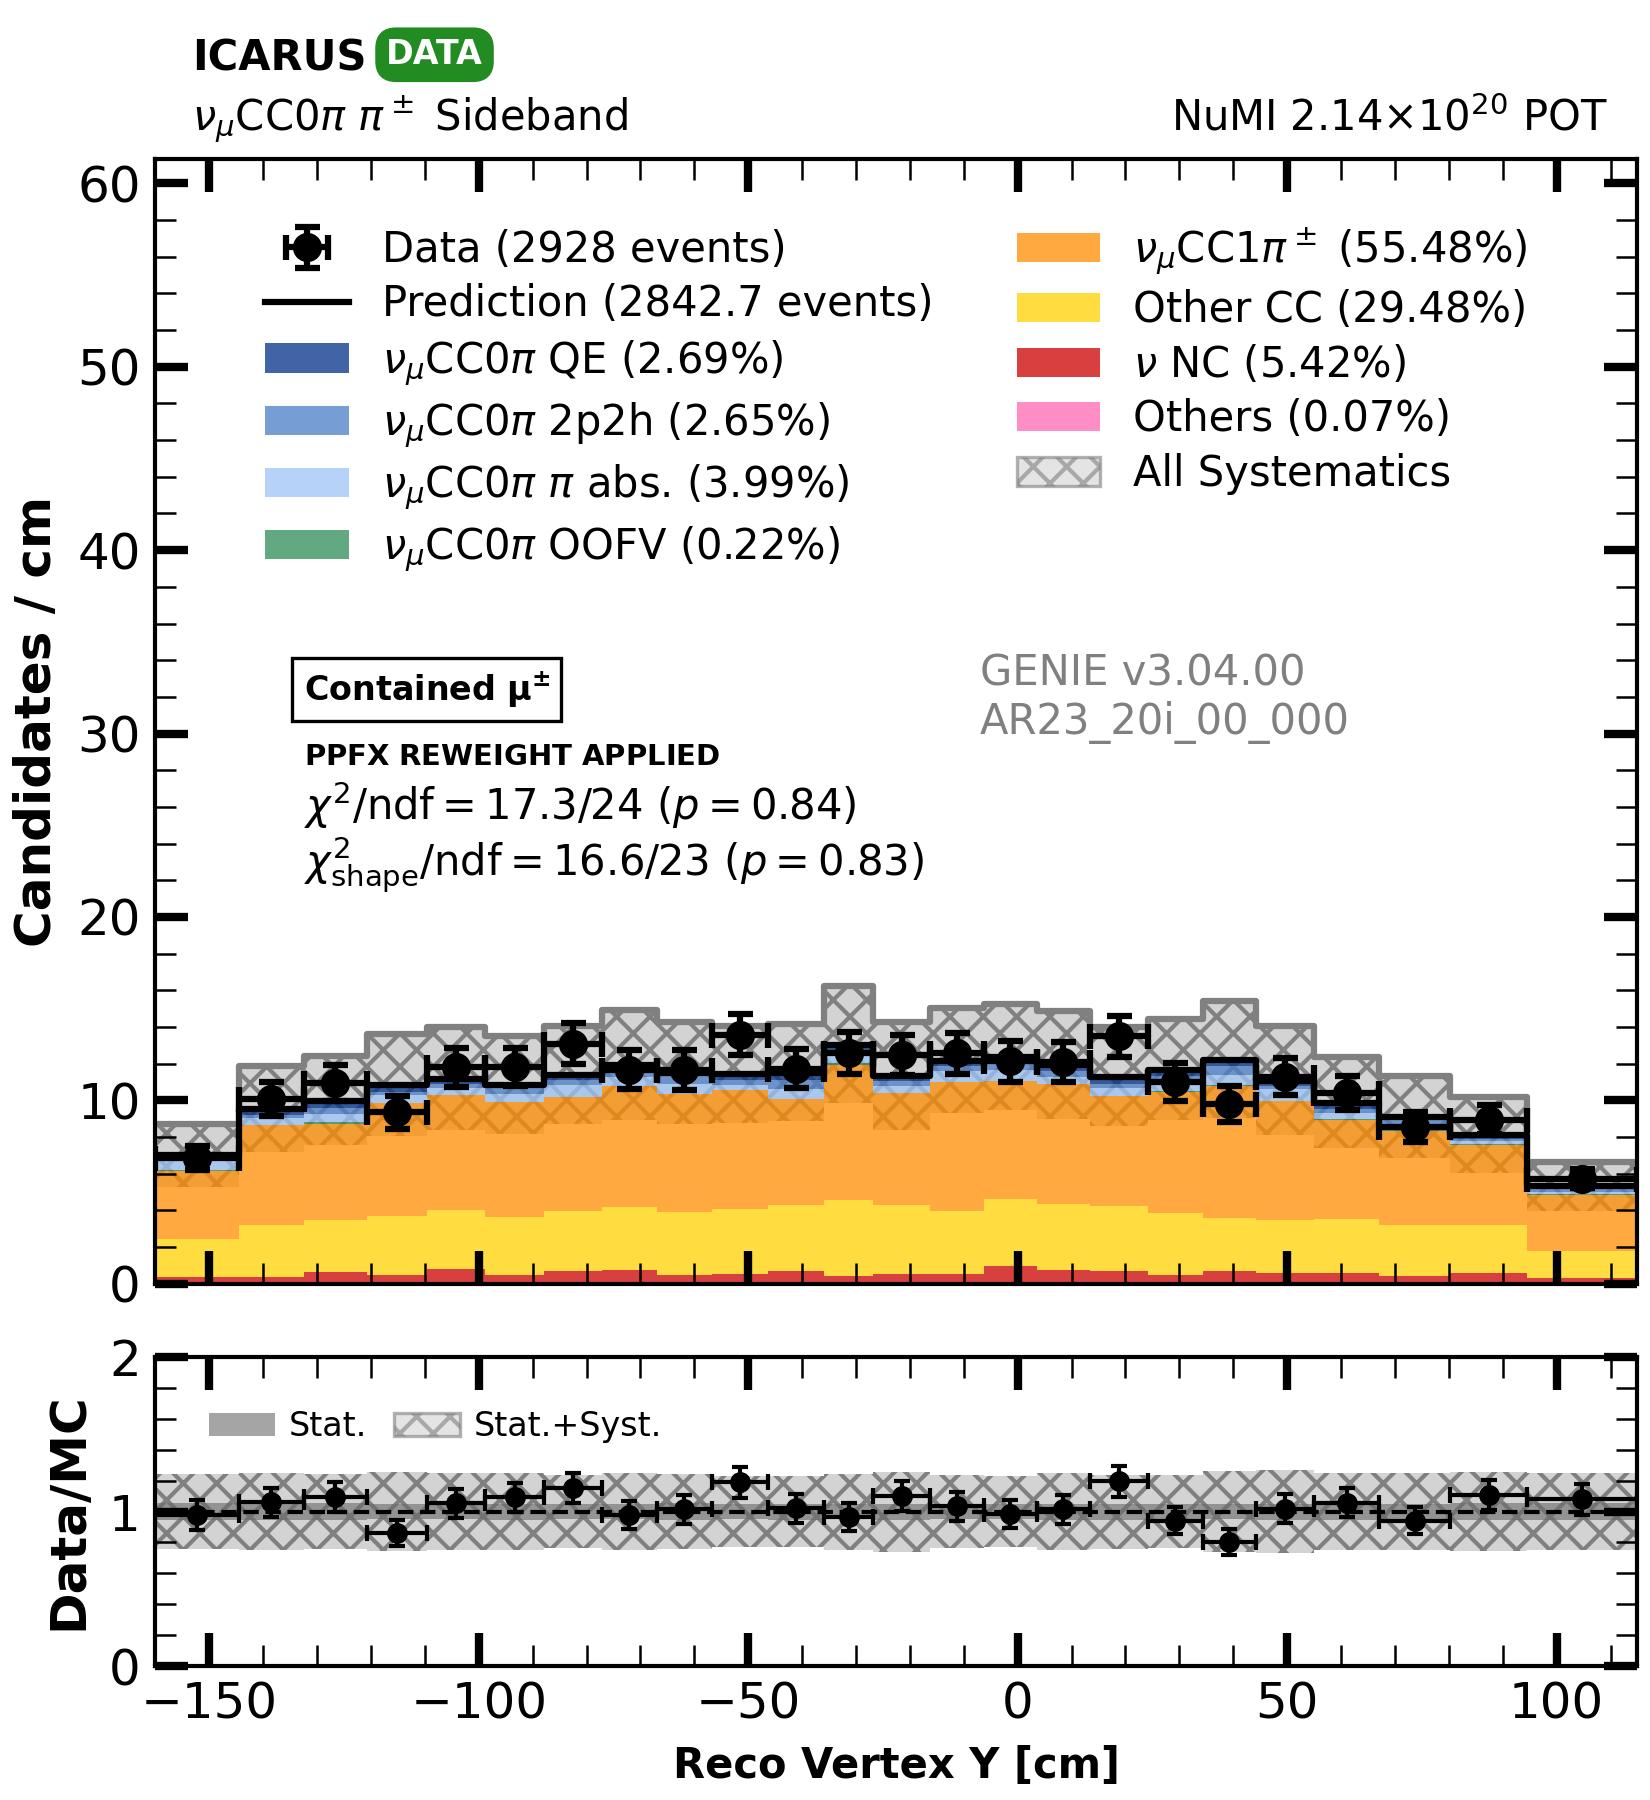 ICARUS DATA
νμCC0π π± Sideband
NuMI 2.14×10²⁰ POT
Candidates / cm
60
50
40
30
20
10
0
Data (2928 events)
Prediction (2842.7 events)
νμCC0π QE (2.69%)
νμCC0π 2p2h (2.65%)
νμCC0π π abs. (3.99%)
νμCC0π OOFV (0.22%)
νμCC1π± (55.48%)
Other CC (29.48%)
ν NC (5.42%)
Others (0.07%)
All Systematics
Contained μ±
PPFX REWEIGHT APPLIED
χ²/ndf = 17.3/24 (p = 0.84)
χ²shape/ndf = 16.6/23 (p = 0.83)
GENIE v3.04.00
AR23_20i_00_000
Data/MC
2
1
0
Stat.
Stat.+Syst.
−150 −100 −50 0 50 100
Reco Vertex Y [cm]